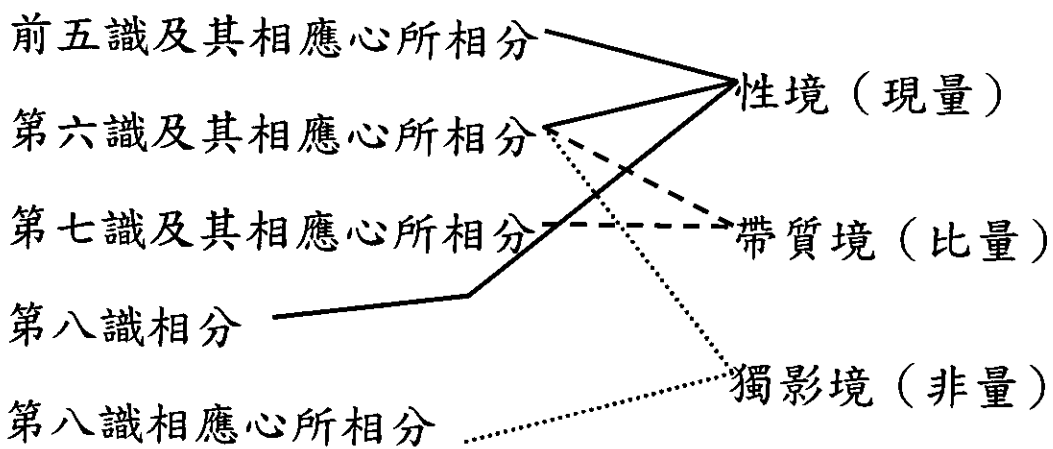 前五識及其相應心所相分
性境（現量）
第六識及其相應心所相分
第七識及其相應心所相分
帶質境（比量）
第八識相分
獨影境（非量）
第八識相應心所相分